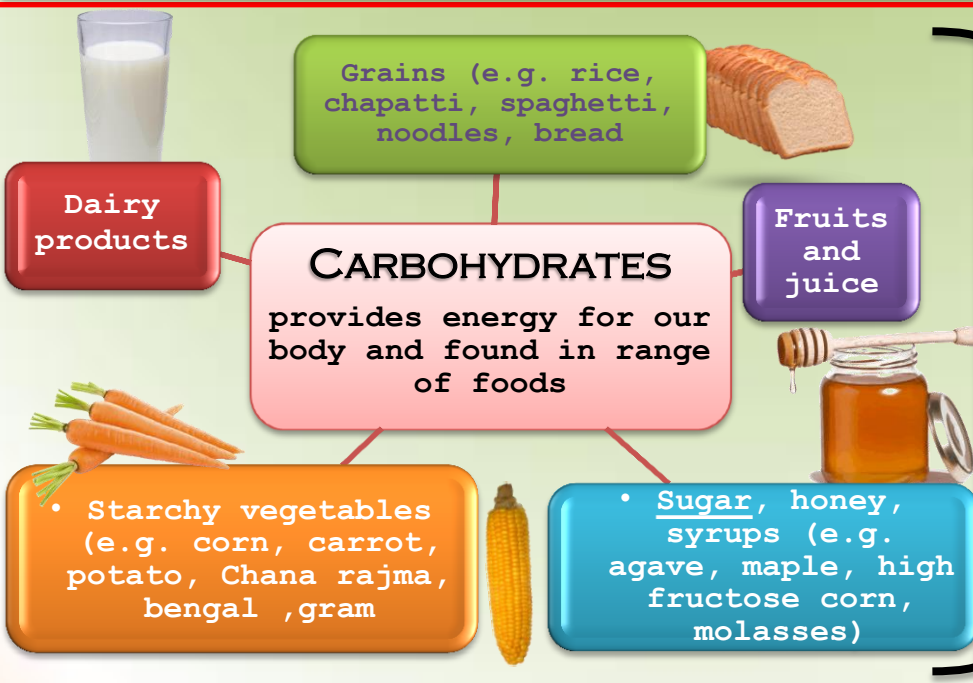 Grains (e.g. rice,
chapatti, spaghetti,
noodles, bread
Dairy
products
Fruits
and
juice
CARBOHYDRATES
provides energy for our
body and found in range
of foods
• Starchy vegetables
(e.g. corn, carrot,
potato, Chana rajma,
bengal ,gram
• Sugar, honey,
syrups (e.g.
agave, maple, high
fructose corn,
molasses)